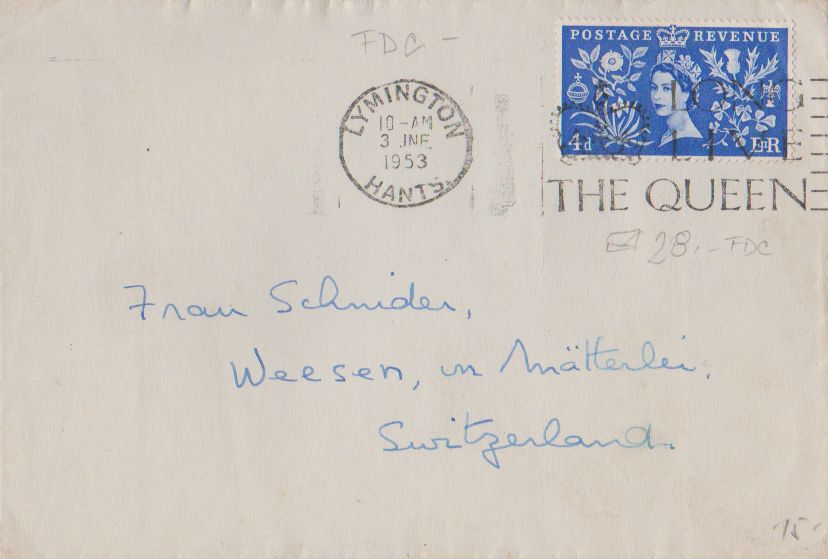 FDC -
POSTAGE REVENUE
4d E II R
LYMINGTON
10 - AM
3 JNE
1953
HANTS.
LONG
LIVE
THE QUEEN
28.- FDC
Frau Schnider,
Weesen, im Mätterlei,
Switzerland.
15.-